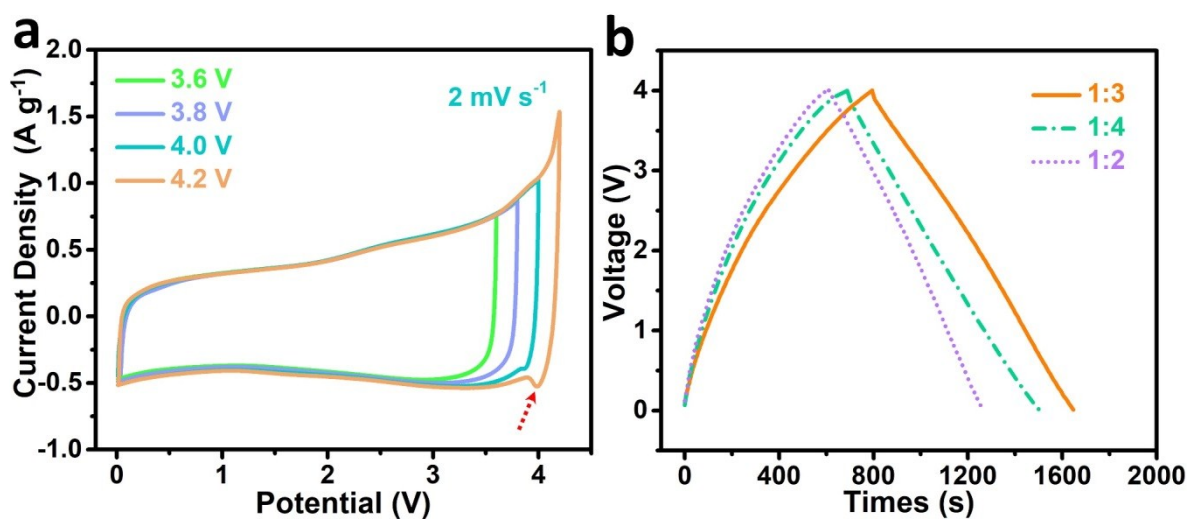 a
2.0
1.5
1.0
0.5
0.0
-0.5
-1.0
Current Density (A g⁻¹)
3.6 V
3.8 V
4.0 V
4.2 V
2 mV s⁻¹
0
1
2
3
4
Potential (V)
b
4
3
2
1
0
Voltage (V)
1:3
1:4
1:2
0
400
800
1200
1600
2000
Times (s)